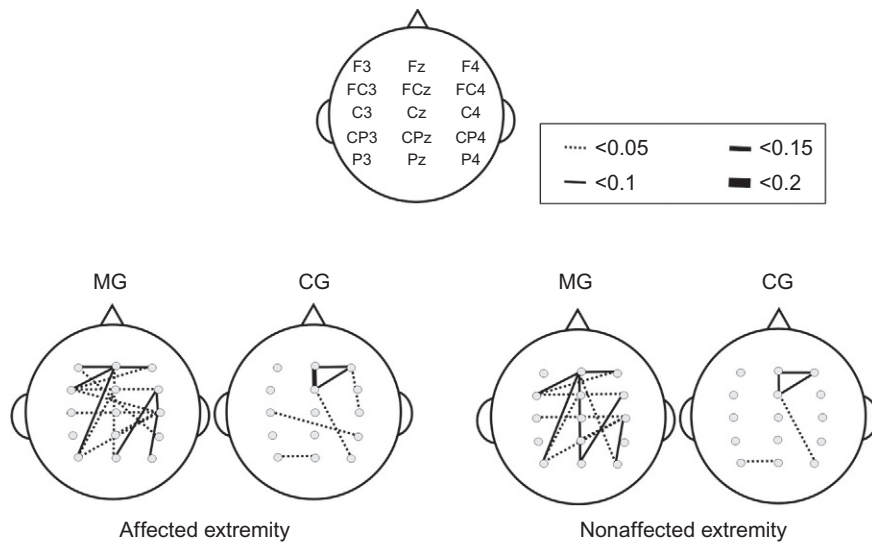 F3 Fz F4
FC3 FCz FC4
C3 Cz C4
CP3 CPz CP4
P3 Pz P4
<0.05 <0.15
<0.1 <0.2
MG CG MG CG
Affected extremity Nonaffected extremity